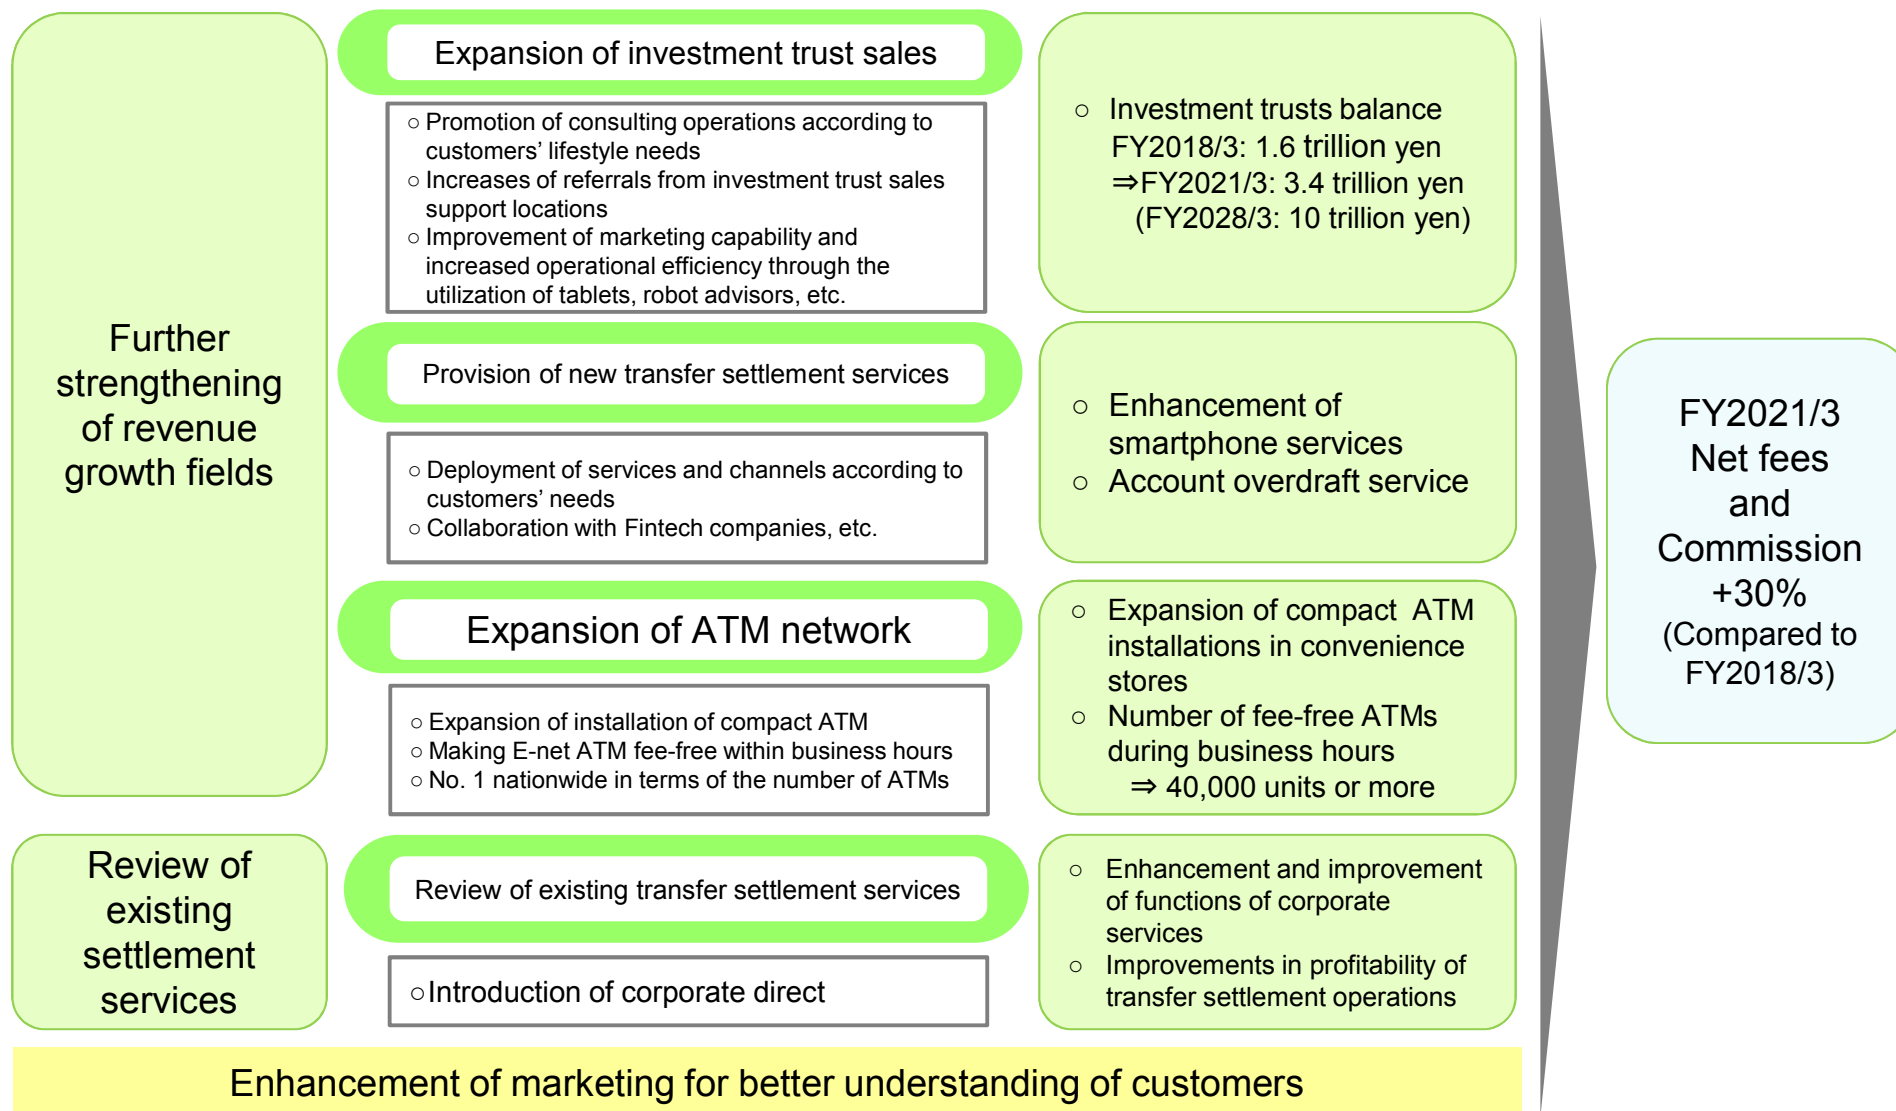 Further
strengthening
of revenue
growth fields
Expansion of investment trust sales
○ Promotion of consulting operations according to
customers’ lifestyle needs
○ Increases of referrals from investment trust sales
support locations
○ Improvement of marketing capability and
increased operational efficiency through the
utilization of tablets, robot advisors, etc.
○ Investment trusts balance
FY2018/3: 1.6 trillion yen
⇒FY2021/3: 3.4 trillion yen
(FY2028/3: 10 trillion yen)
Provision of new transfer settlement services
○ Deployment of services and channels according to
customers’ needs
○ Collaboration with Fintech companies, etc.
○ Enhancement of
smartphone services
○ Account overdraft service
Expansion of ATM network
○ Expansion of installation of compact ATM
○ Making E-net ATM fee-free within business hours
○ No. 1 nationwide in terms of the number of ATMs
○ Expansion of compact ATM
installations in convenience
stores
○ Number of fee-free ATMs
during business hours
⇒ 40,000 units or more
Review of
existing
settlement
services
Review of existing transfer settlement services
○Introduction of corporate direct
○ Enhancement and improvement
of functions of corporate
services
○ Improvements in profitability of
transfer settlement operations
FY2021/3
Net fees
and
Commission
+30%
(Compared to
FY2018/3)
Enhancement of marketing for better understanding of customers